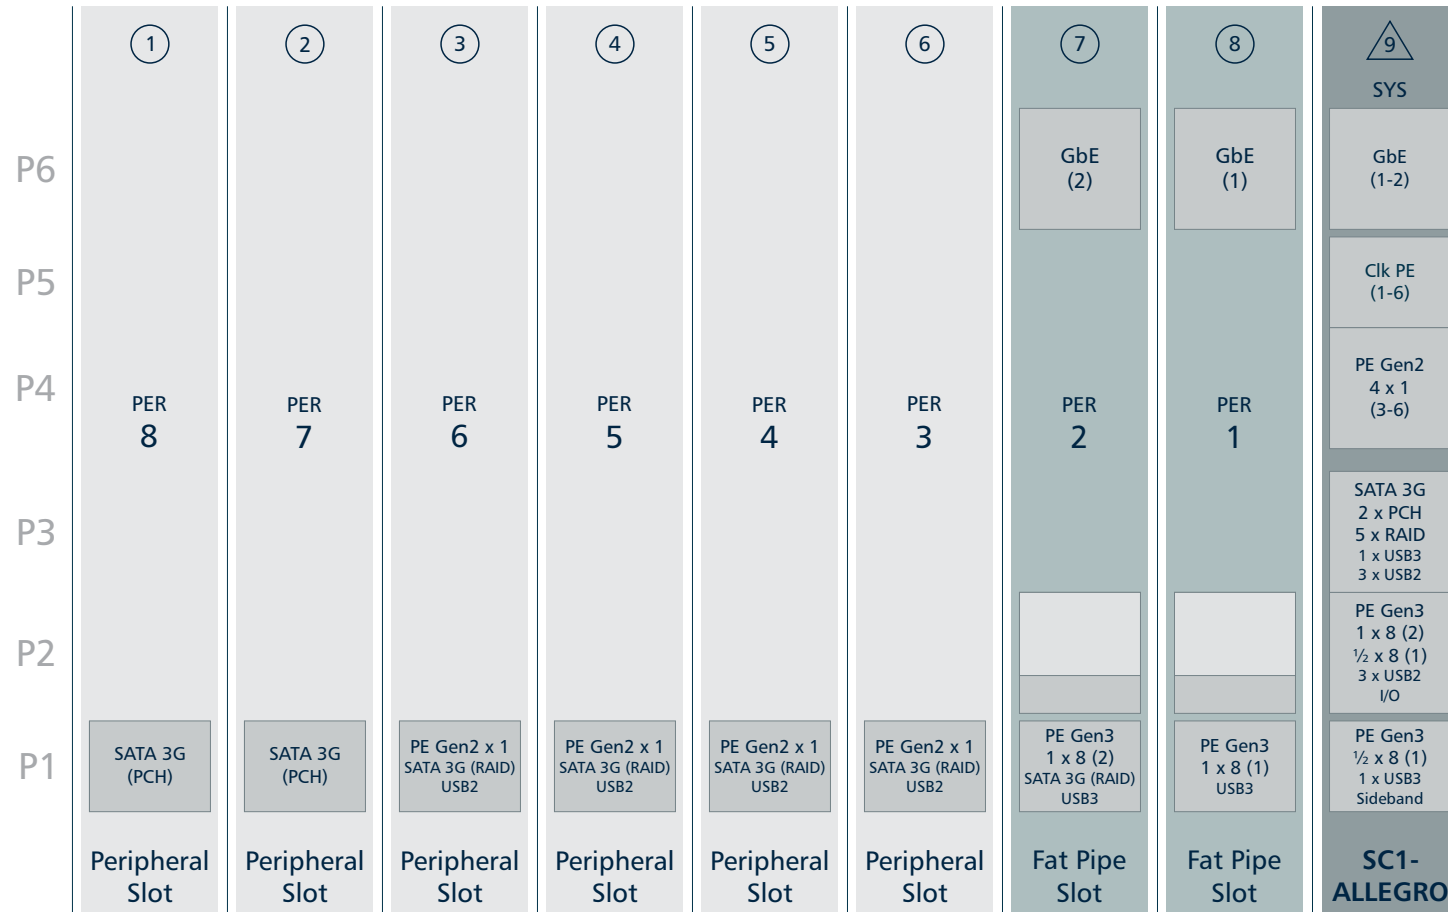 1
2
3
4
5
6
7
8
9
SYS
P6
GbE
(2)
GbE
(1)
GbE
(1-2)
P5
Clk PE
(1-6)
P4
PER
8
PER
7
PER
6
PER
5
PER
4
PER
3
PER
2
PER
1
PE Gen2
4 x 1
(3-6)
P3
SATA 3G
2 x PCH
5 x RAID
1 x USB3
3 x USB2
P2
PE Gen3
1 x 8 (2)
½ x 8 (1)
3 x USB2
I/O
P1
SATA 3G
(PCH)
SATA 3G
(PCH)
PE Gen2 x 1
SATA 3G (RAID)
USB2
PE Gen2 x 1
SATA 3G (RAID)
USB2
PE Gen2 x 1
SATA 3G (RAID)
USB2
PE Gen2 x 1
SATA 3G (RAID)
USB2
PE Gen3
1 x 8 (2)
SATA 3G (RAID)
USB3
PE Gen3
1 x 8 (1)
USB3
PE Gen3
½ x 8 (1)
1 x USB3
Sideband
Peripheral
Slot
Peripheral
Slot
Peripheral
Slot
Peripheral
Slot
Peripheral
Slot
Peripheral
Slot
Fat Pipe
Slot
Fat Pipe
Slot
SC1-
ALLEGRO